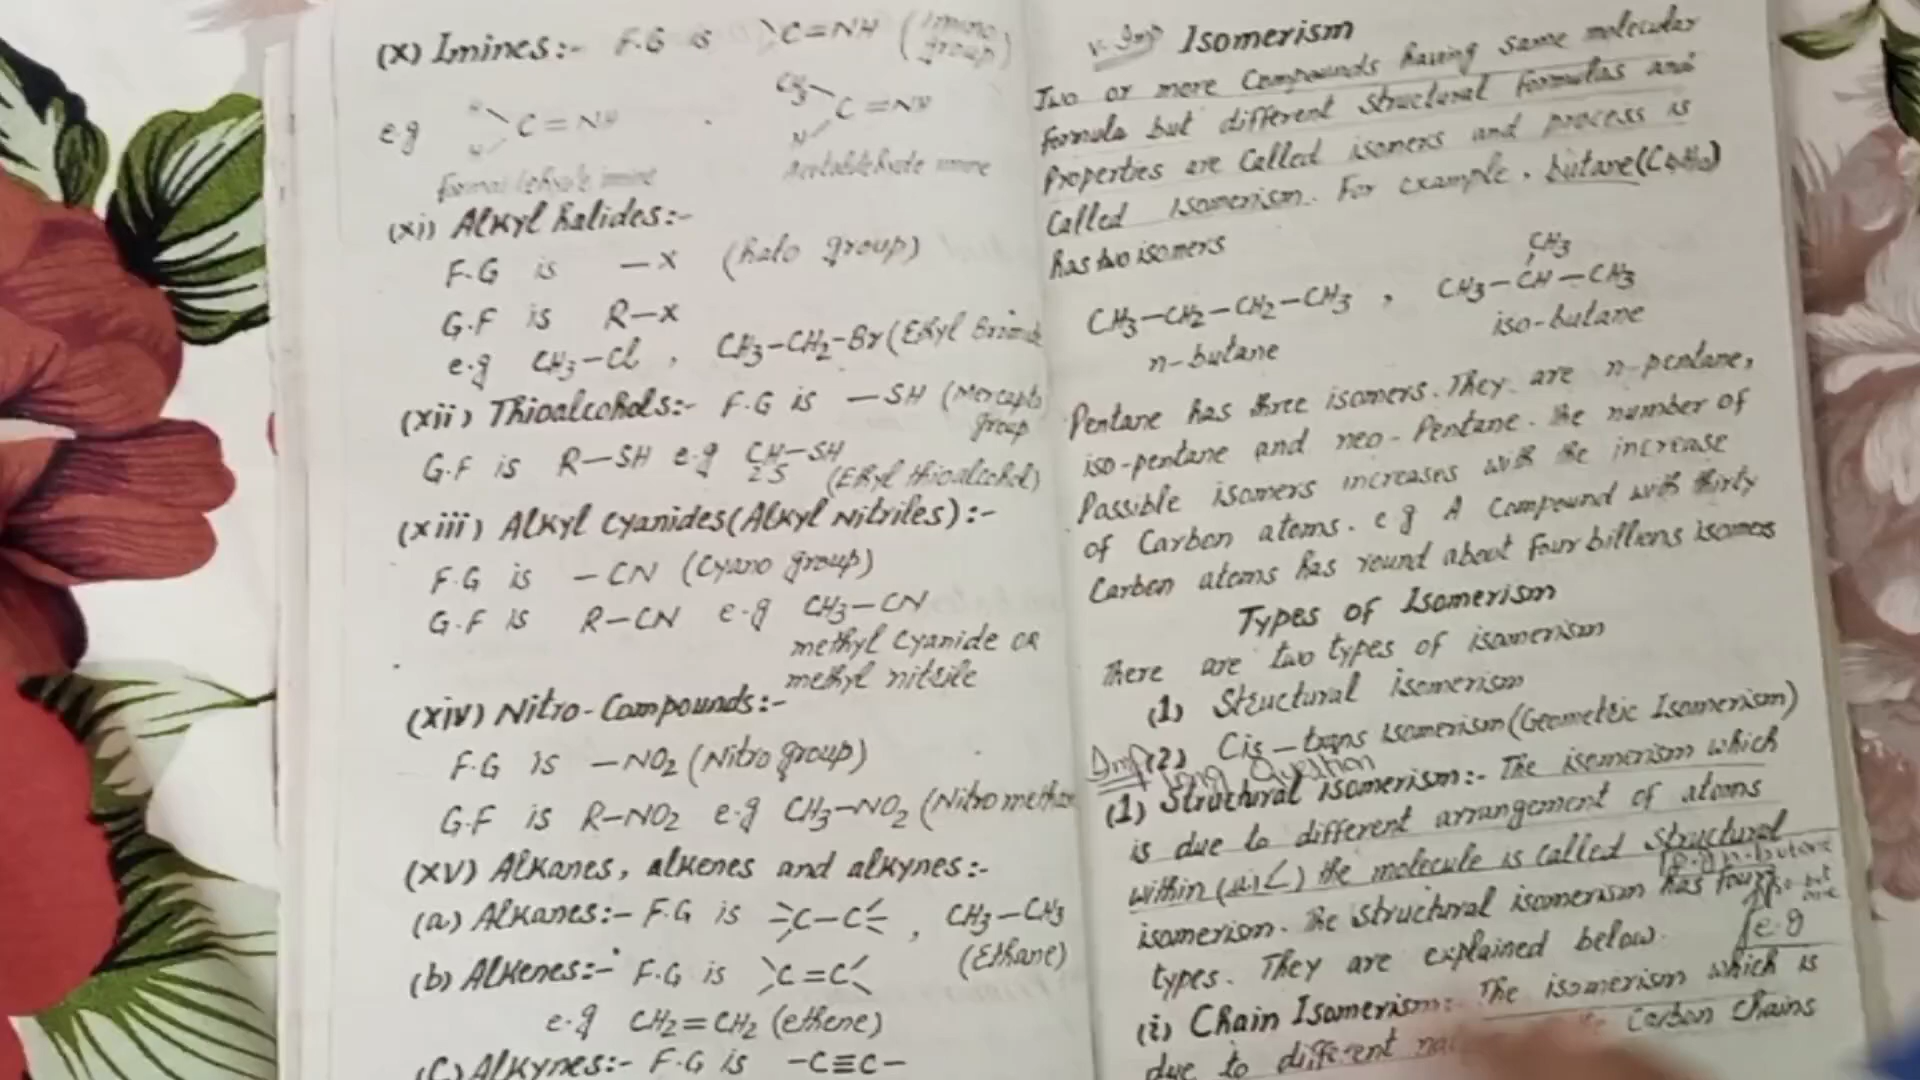 (x) Imines:- F.G is >C=NH (Imino group)
e.g H H C=NH CH3 H C=NH
formaldehyde imine Acetaldehyde imine
(xi) Alkyl halides:-
F.G is —X (halo group)
G.F is R—X
e.g CH3—Cl , CH3—CH2—Br (Ethyl Bromide
(xii) Thioalcohols:- F.G is —SH (Mercapto group
G.F is R—SH e.g C2H5—SH (Ethyl thioalcohol)
(xiii) Alkyl Cyanides (Alkyl Nitriles):-
F.G is —CN (Cyano group)
G.F is R—CN e.g CH3—CN
methyl Cyanide OR
methyl nitrile
(xiv) Nitro-Compounds:-
F.G is —NO2 (Nitro group)
G.F is R—NO2 e.g CH3—NO2 (Nitro methan
(xv) Alkanes, alkenes and alkynes:-
(a) Alkanes:- F.G is —C—C— , CH3—CH3
(Ethane)
(b) Alkenes:- F.G is >C=C<
e.g CH2=CH2 (ethene)
(c) Alkynes:- F.G is —C≡C—
v. Imp Isomerism
Two or more Compounds having same molecular
formula but different structural formulas and
Properties are Called isomers and process is
Called isomerism. For example, butane (C4H10)
has two isomers
CH3—CH2—CH2—CH3 , CH3—CH—CH3
CH3
n-butane iso-butane
Pentane has three isomers. They are n-pentane,
iso-pentane and neo-Pentane. The number of
Possible isomers increases with the increase
of Carbon atoms. e g A Compound with thirty
Carbon atoms has round about four billions isomers
Types of Isomerism
There are two types of isomerism
(1) Structural isomerism
(2) Cis—trans isomerism (Geometric Isomerism)
Imp Long Question
(1) Structural isomerism:- The isomerism which
is due to different arrangement of atoms
within the molecule is called structural
isomerism. The structural isomerism has four
types. They are explained below.
e.g
(i) Chain Isomerism:- The isomerism which is
due to different Carbon Chains